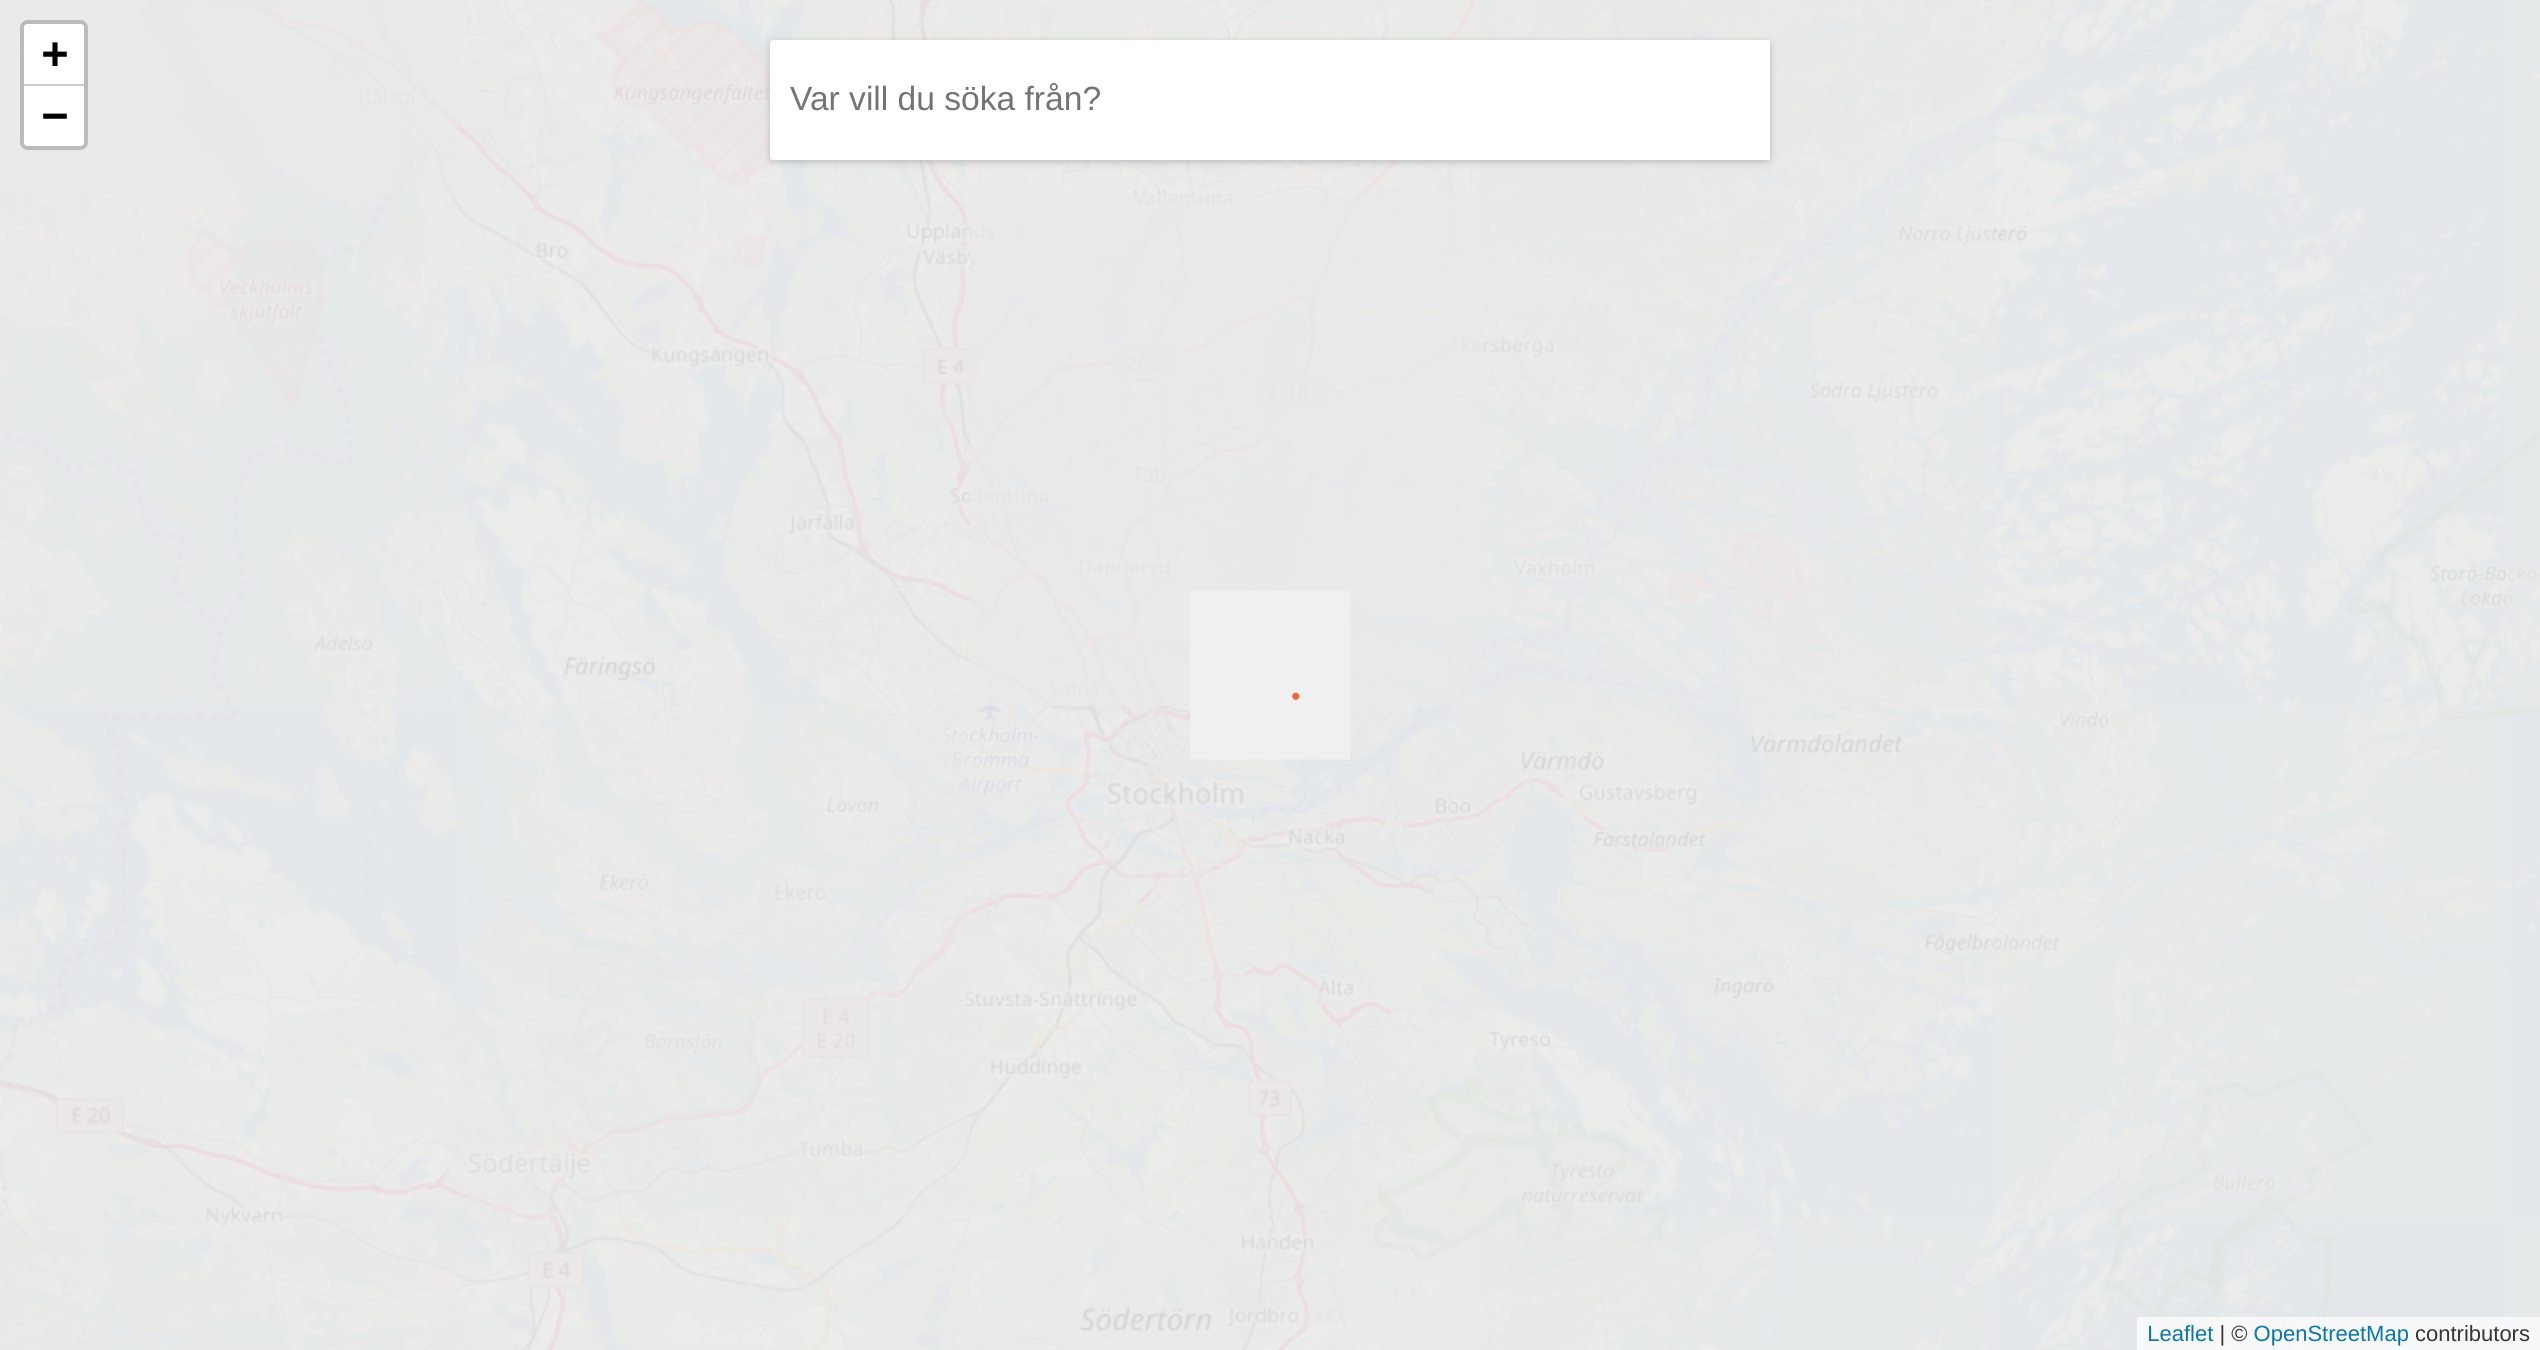 +
−
Var vill du söka från?
Bålsta
Kungsängenfältet
Vallentuna
Upplands
Väsby
Norra Ljusterö
Bro
Veckholms
skjutfält
Kungsängen
E 4
265
Åkersberga
E 18
Södra Ljusterö
Täby
Sollentuna
Järfälla
Danderyd
Vaxholm
Storö-Bockö-
Lökaö
Adelsö
Färingsö
Solna
Stockholm-
Bromma
Airport
Vindö
Värmdölandet
Värmdö
Stockholm
Gustavsberg
Lovön
Boo
Nacka
Farstalandet
Ekerö
Ekerö
Fågelbrolandet
Stuvsta-Snättringe
Älta
Ingarö
E 4
E 20
Bornsjön
Tyresö
Huddinge
73
E 20
Tumba
Södertälje
Tyresta
naturreservat
Bullerö
Nykvarn
Handen
E 4
Södertörn
Jordbro
Leaflet | © OpenStreetMap contributors